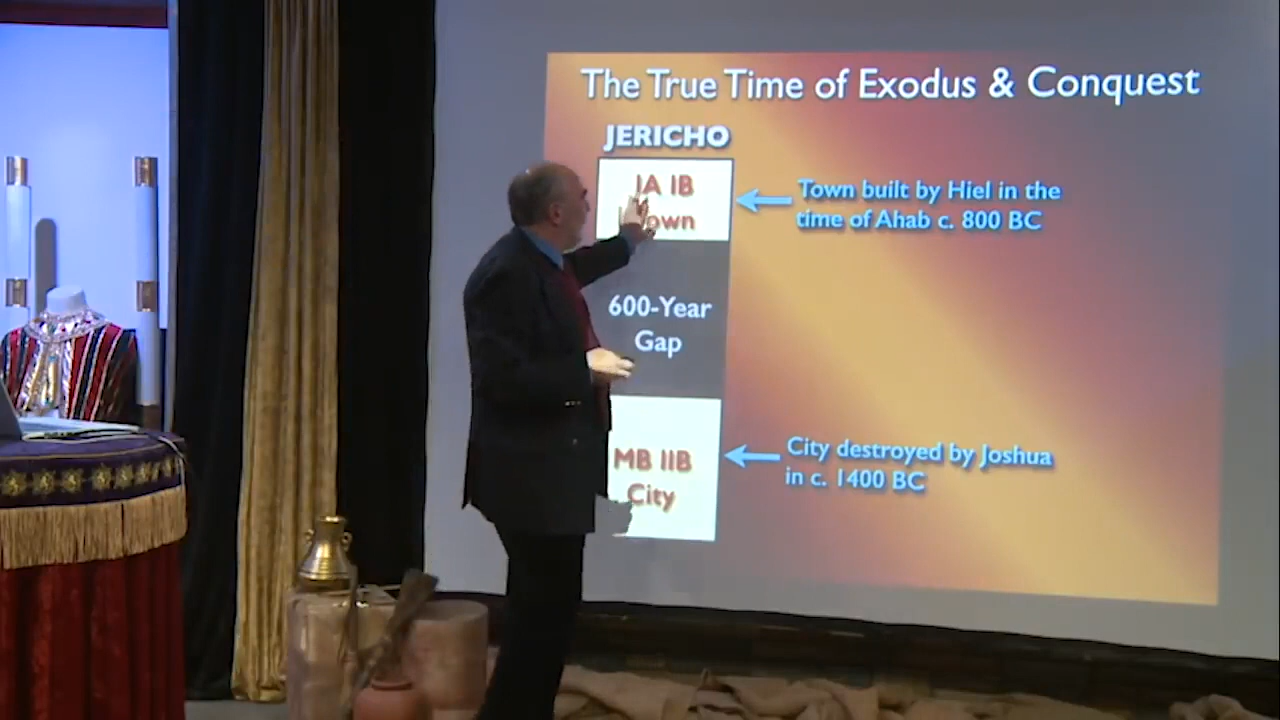 The True Time of Exodus & Conquest
JERICHO
IA IB
Town
Town built by Hiel in the
time of Ahab c. 800 BC
600-Year
Gap
MB IIB
City
City destroyed by Joshua
in c. 1400 BC